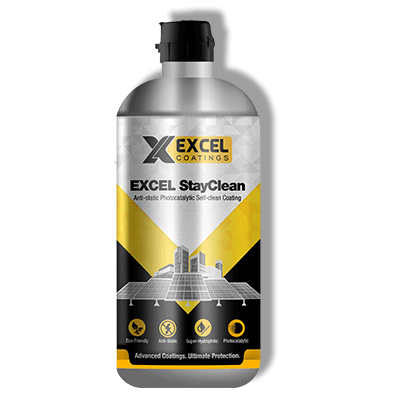 EXCEL
COATINGS
EXCEL StayClean
Anti-static Photocatalytic Self-clean Coating
Eco-Friendly
Anti-Static
Super-Hydrophilic
Photocatalytic
Advanced Coatings. Ultimate Protection.